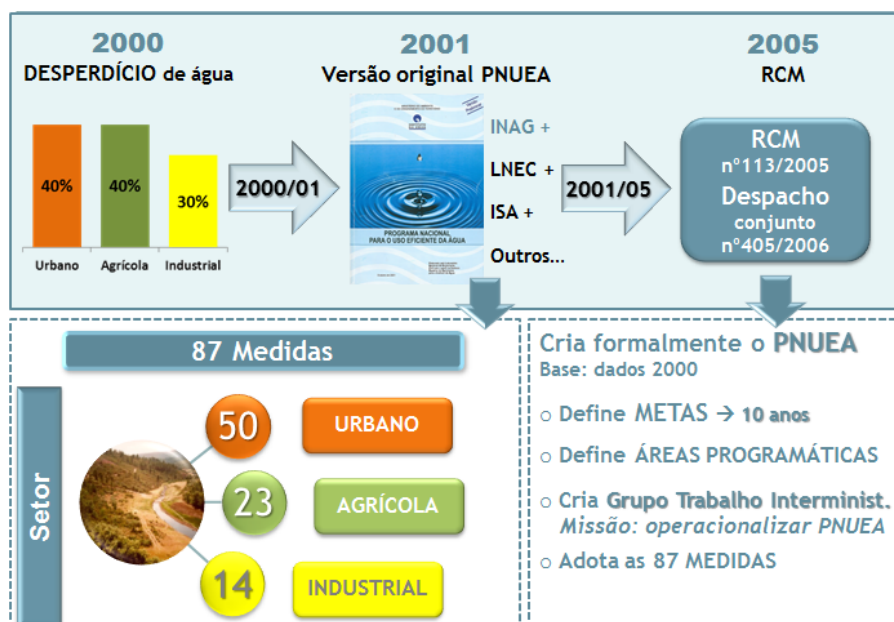 2000
DESPERDÍCIO de água
40%
40%
30%
Urbano
Agrícola
Industrial
2000/01
2001
Versão original PNUEA
PROGRAMA NACIONAL
PARA O USO EFICIENTE DA ÁGUA
INAG +
LNEC +
ISA +
Outros...
2001/05
2005
RCM
RCM
nº113/2005
Despacho
conjunto
nº405/2006
87 Medidas
Setor
50
URBANO
23
AGRÍCOLA
14
INDUSTRIAL
Cria formalmente o PNUEA
Base: dados 2000
o Define METAS → 10 anos
o Define ÁREAS PROGRAMÁTICAS
o Cria Grupo Trabalho Interminist.
Missão: operacionalizar PNUEA
o Adota as 87 MEDIDAS